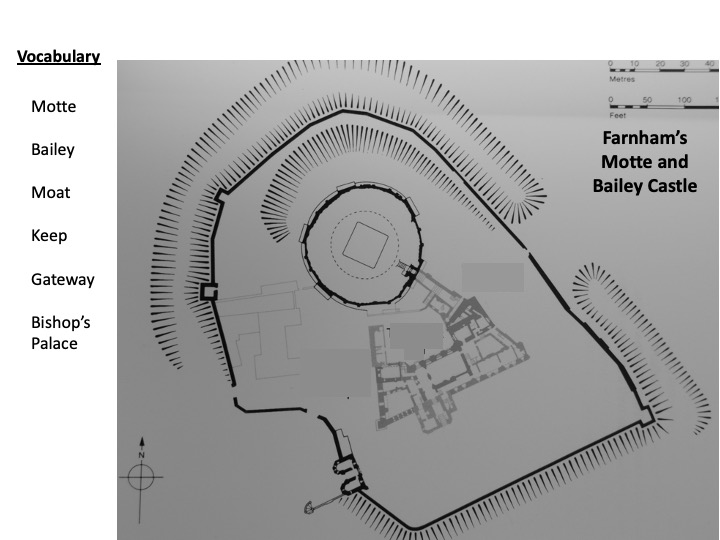 Vocabulary
Motte
Bailey
Moat
Keep
Gateway
Bishop's
Palace
0 10 20 30 40
Metres
0 50 100
Feet
Farnham's
Motte and
Bailey Castle
N